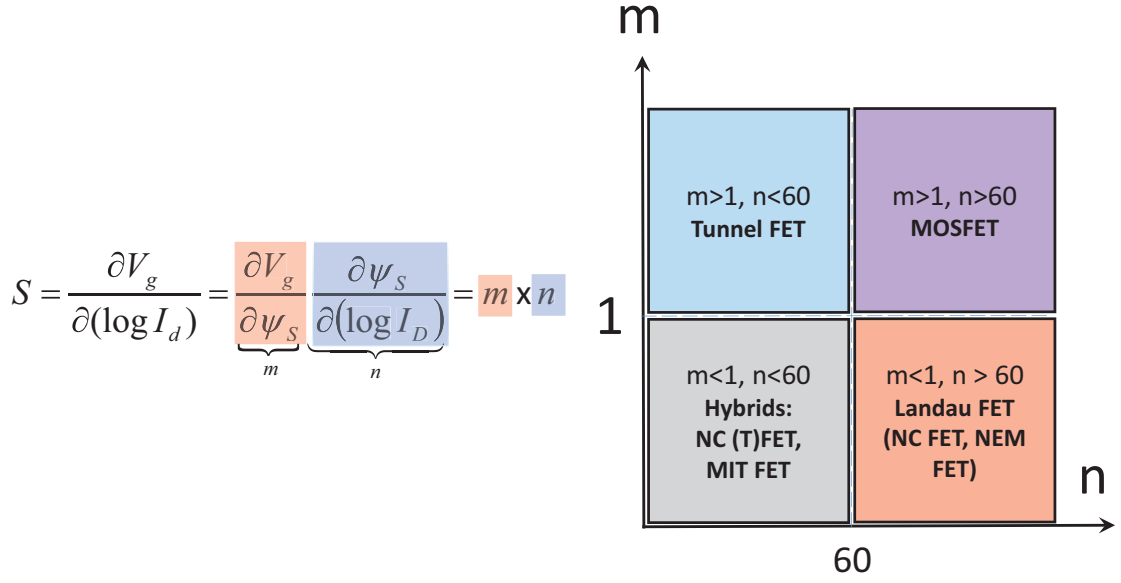 S = ∂V_g / ∂(log I_d) = ∂V_g / ∂ψ_S ∂ψ_S / ∂(log I_D) = m x n
m
n
m
m>1, n<60
Tunnel FET
m>1, n>60
MOSFET
1
m<1, n<60
Hybrids:
NC (T)FET,
MIT FET
m<1, n > 60
Landau FET
(NC FET, NEM
FET)
n
60